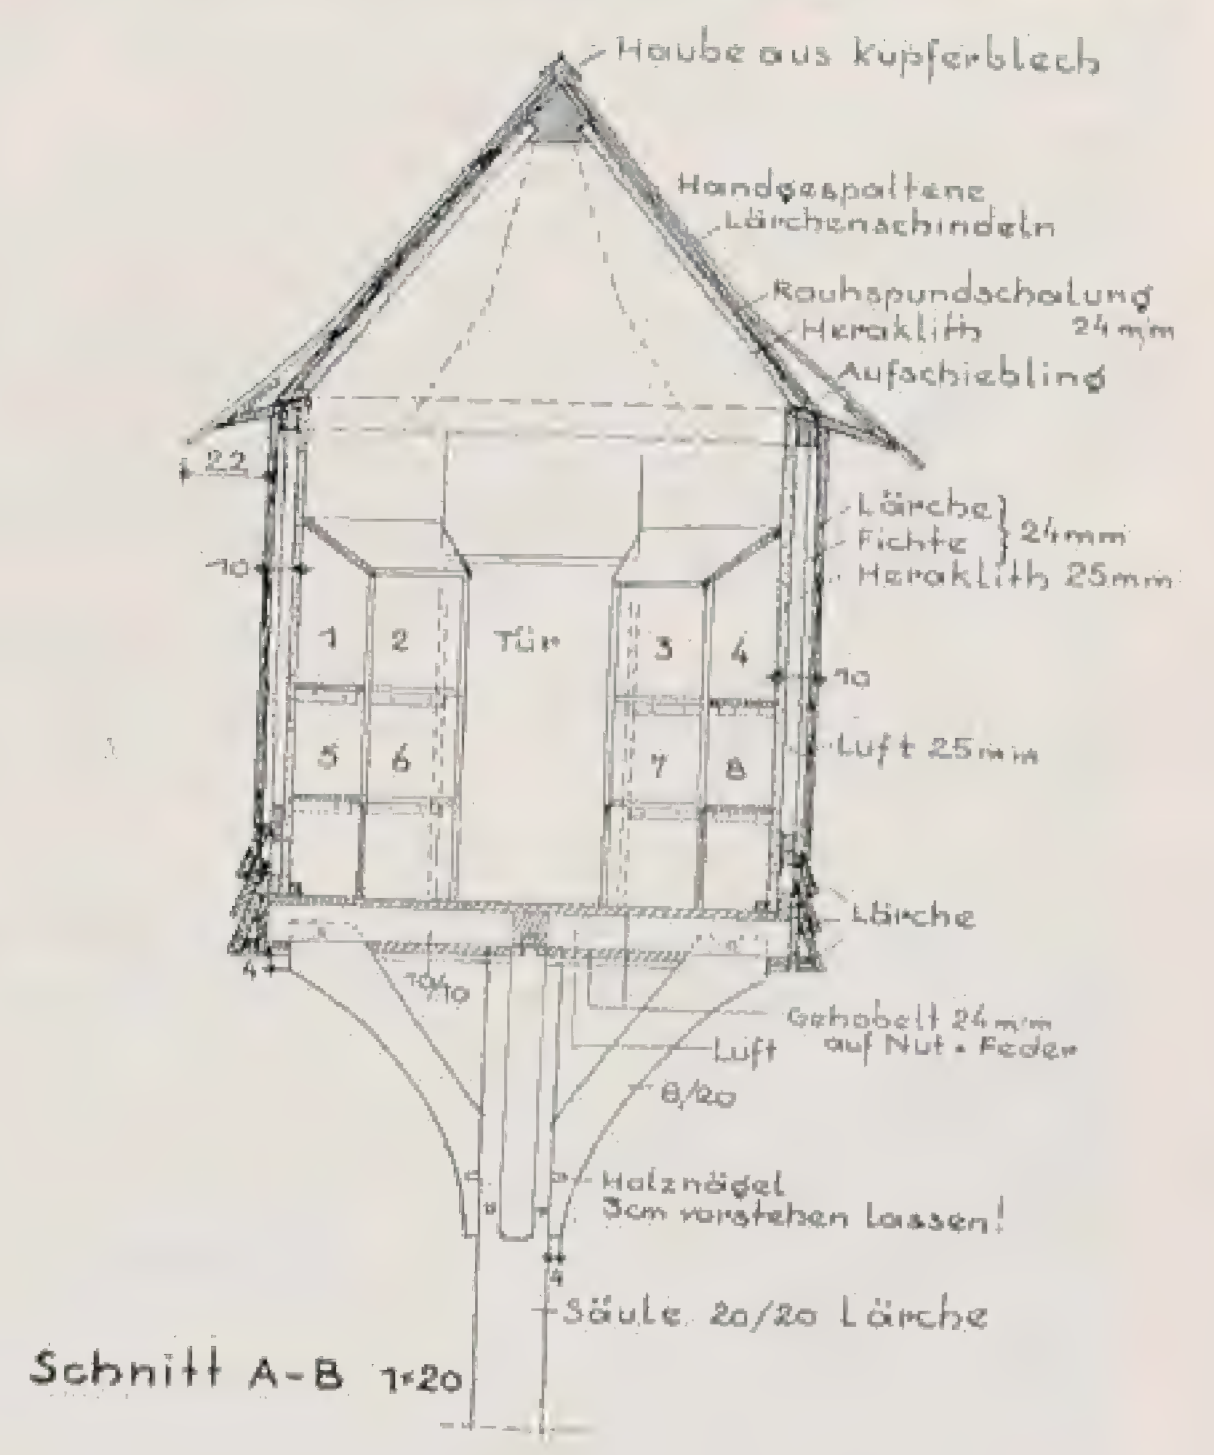 Haube aus Kupferblech
Handgespaltene
Lärchenschindeln
Rauhspundschalung
Heraklith 24mm
Aufschiebling
22
Lärche
Fichte } 24mm
Heraklith 25mm
10
1 2 Tür 3 4
10
5 6 7 8
Luft 25mm
Lärche
4
10/10
Gehobelt 24mm
auf Nut + Feder
Luft
8/20
Holznägel
3cm vorstehen lassen!
4
Säule 20/20 Lärche
Schnitt A-B 1:20